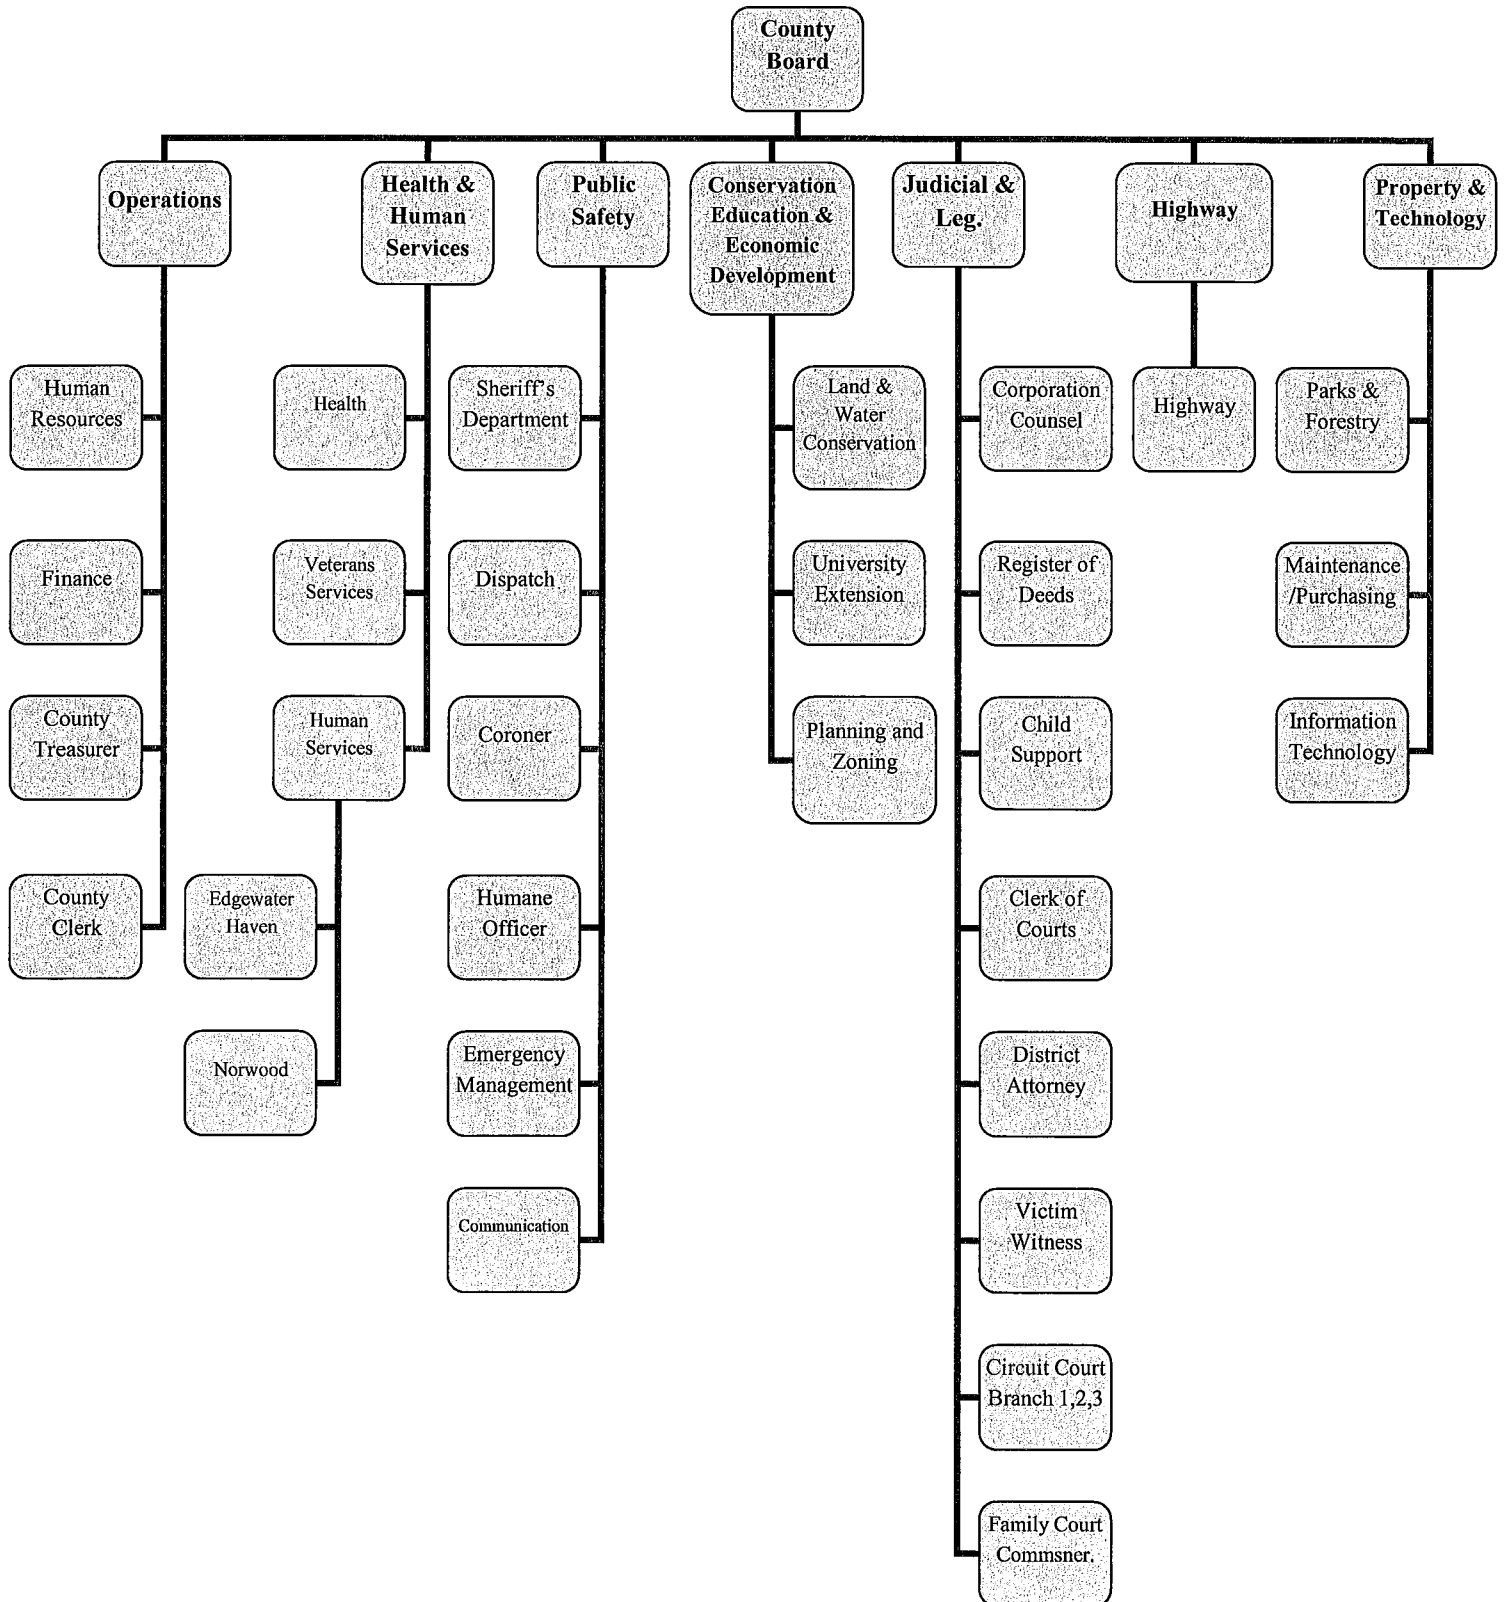 County
Board
Operations
Health &
Human
Services
Public
Safety
Conservation
Education &
Economic
Development
Judicial &
Leg.
Highway
Property &
Technology
Human
Resources
Health
Sheriff's
Department
Land &
Water
Conservation
Corporation
Counsel
Highway
Parks &
Forestry
Finance
Veterans
Services
Dispatch
University
Extension
Register of
Deeds
Maintenance
/Purchasing
County
Treasurer
Human
Services
Coroner
Planning and
Zoning
Child
Support
Information
Technology
County
Clerk
Edgewater
Haven
Humane
Officer
Clerk of
Courts
Norwood
Emergency
Management
District
Attorney
Communication
Victim
Witness
Circuit Court
Branch 1,2,3
Family Court
Commsner.